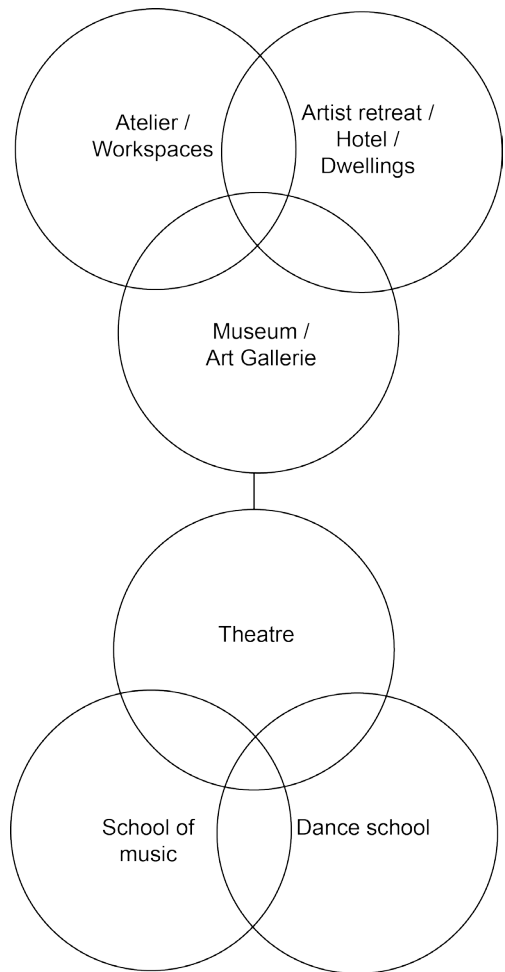 Atelier /
Workspaces
Artist retreat /
Hotel /
Dwellings
Museum /
Art Gallerie
Theatre
School of
music
Dance school